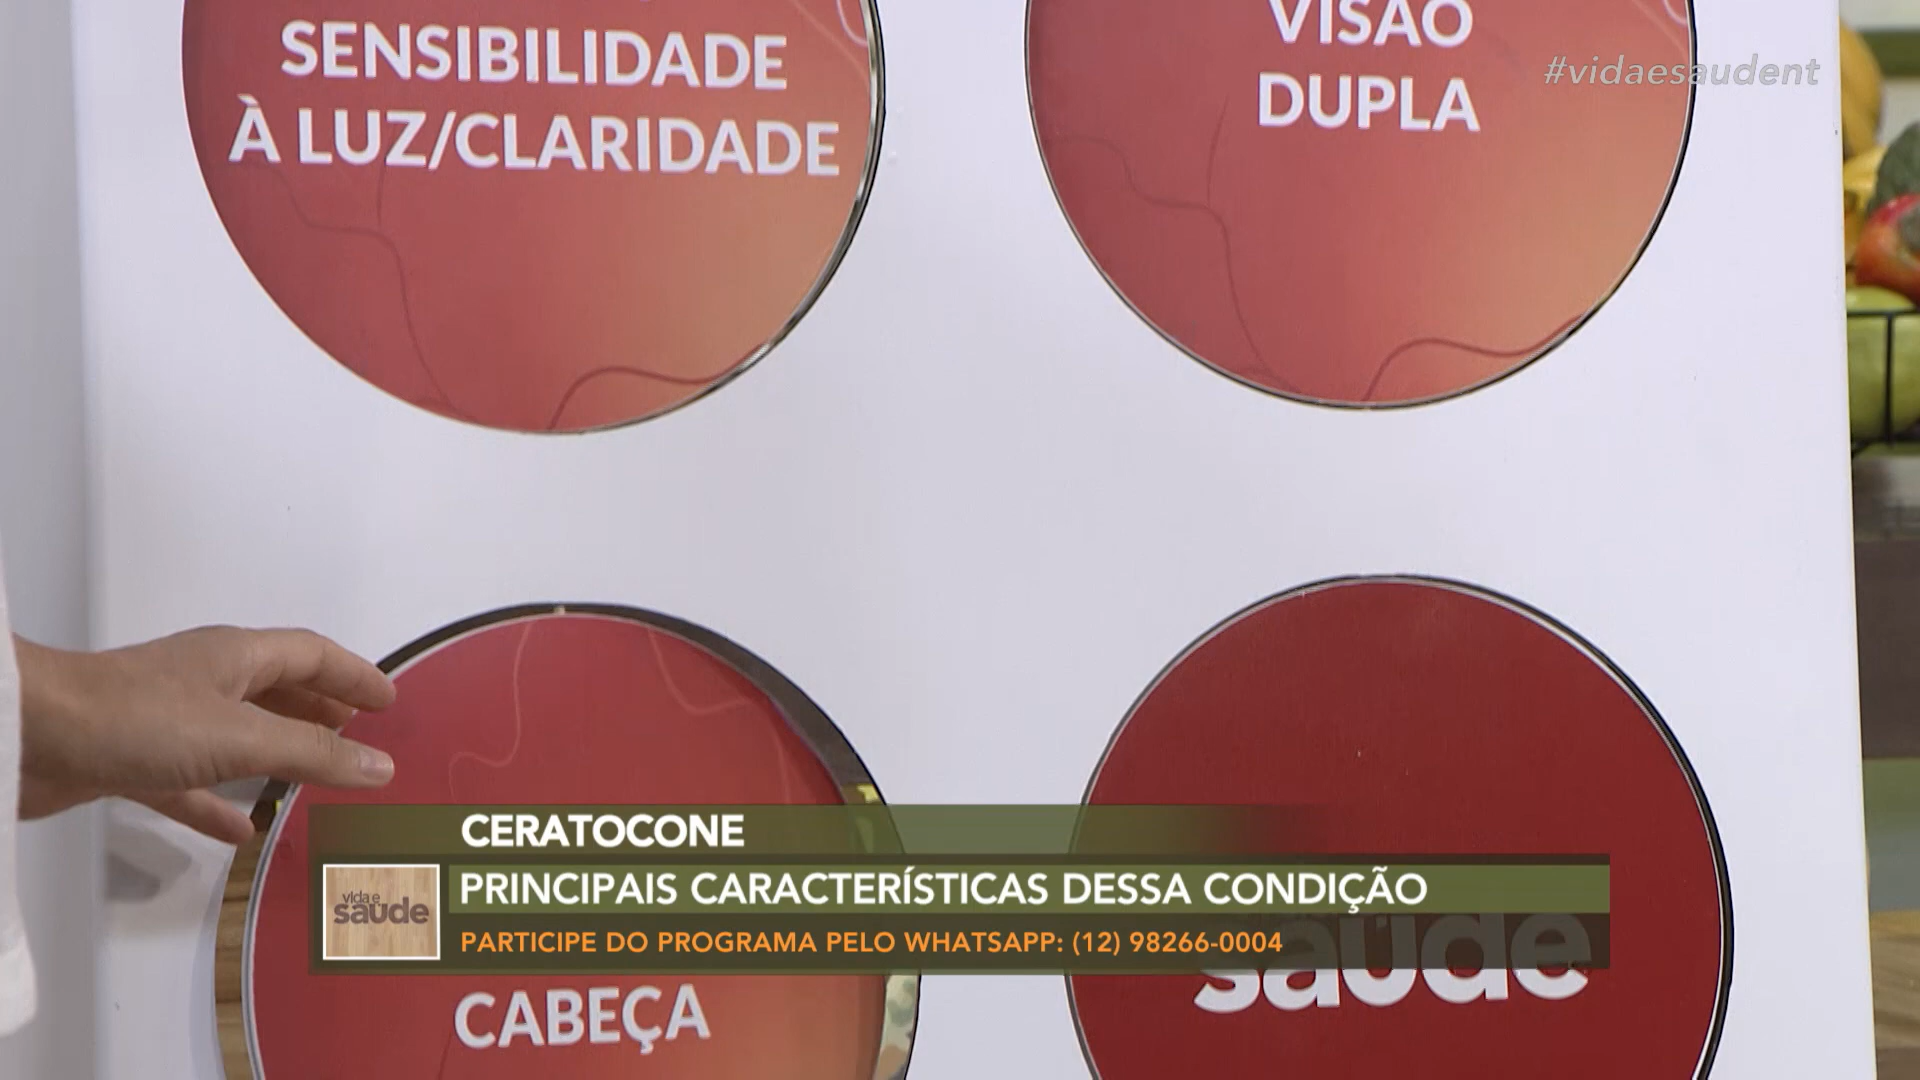 SENSIBILIDADE
À LUZ/CLARIDADE
VISÃO
DUPLA
#vidaesaudent
CERATOCONE
vida e
saúde
PRINCIPAIS CARACTERÍSTICAS DESSA CONDIÇÃO
PARTICIPE DO PROGRAMA PELO WHATSAPP: (12) 98266-0004
saúde
CABEÇA